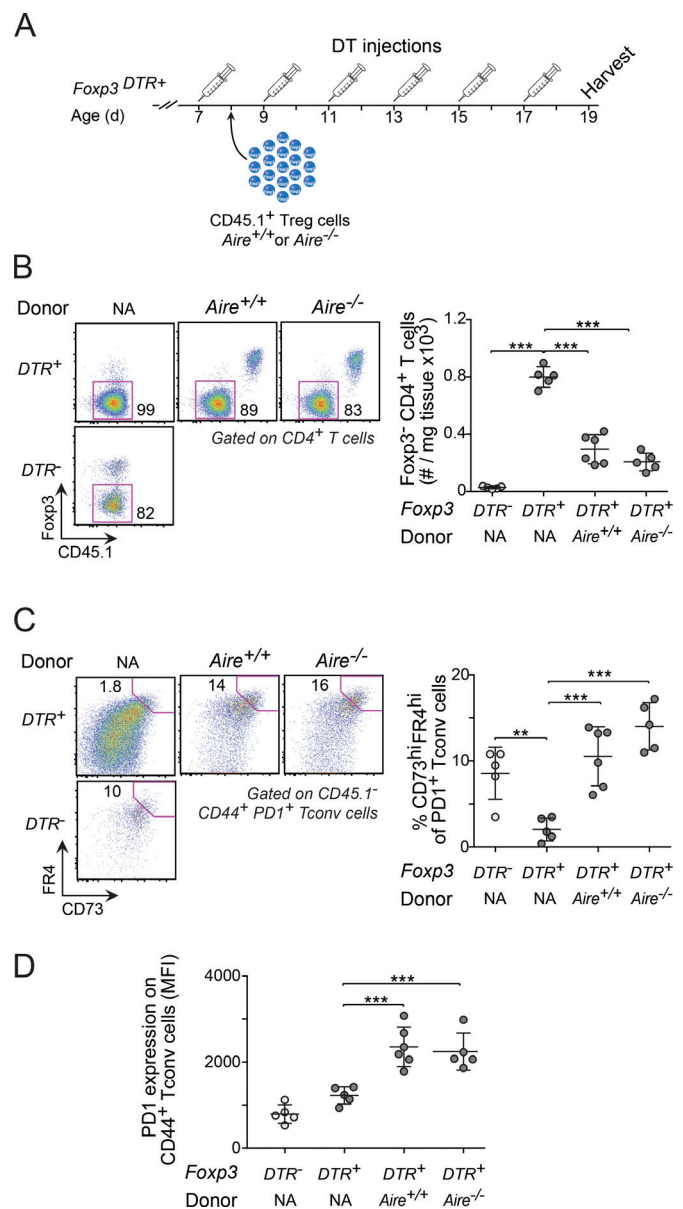 A
DT injections
Foxp3 DTR+
Harvest
Age (d)
7 9 11 13 15 17 19
CD45.1+ Treg cells
Aire+/+ or Aire-/-
B
Donor NA Aire+/+ Aire-/-
DTR+
99 89 83
Gated on CD4+ T cells
DTR-
82
Foxp3
CD45.1
Foxp3- CD4+ T cells
(# / mg tissue x10³)
1.2
0.8
0.4
0
*** *** ***
Foxp3 DTR- DTR+ DTR+ DTR+
Donor NA NA Aire+/+ Aire-/-
C
Donor NA Aire+/+ Aire-/-
DTR+
1.8 14 16
Gated on CD45.1-
CD44+ PD1+ Tconv cells
DTR-
10
FR4
CD73
% CD73hiFR4hi
of PD1+ Tconv cells
20
10
0
** *** ***
Foxp3 DTR- DTR+ DTR+ DTR+
Donor NA NA Aire+/+ Aire-/-
D
PD1 expression on
CD44+ Tconv cells (MFI)
4000
2000
0
*** ***
Foxp3 DTR- DTR+ DTR+ DTR+
Donor NA NA Aire+/+ Aire-/-